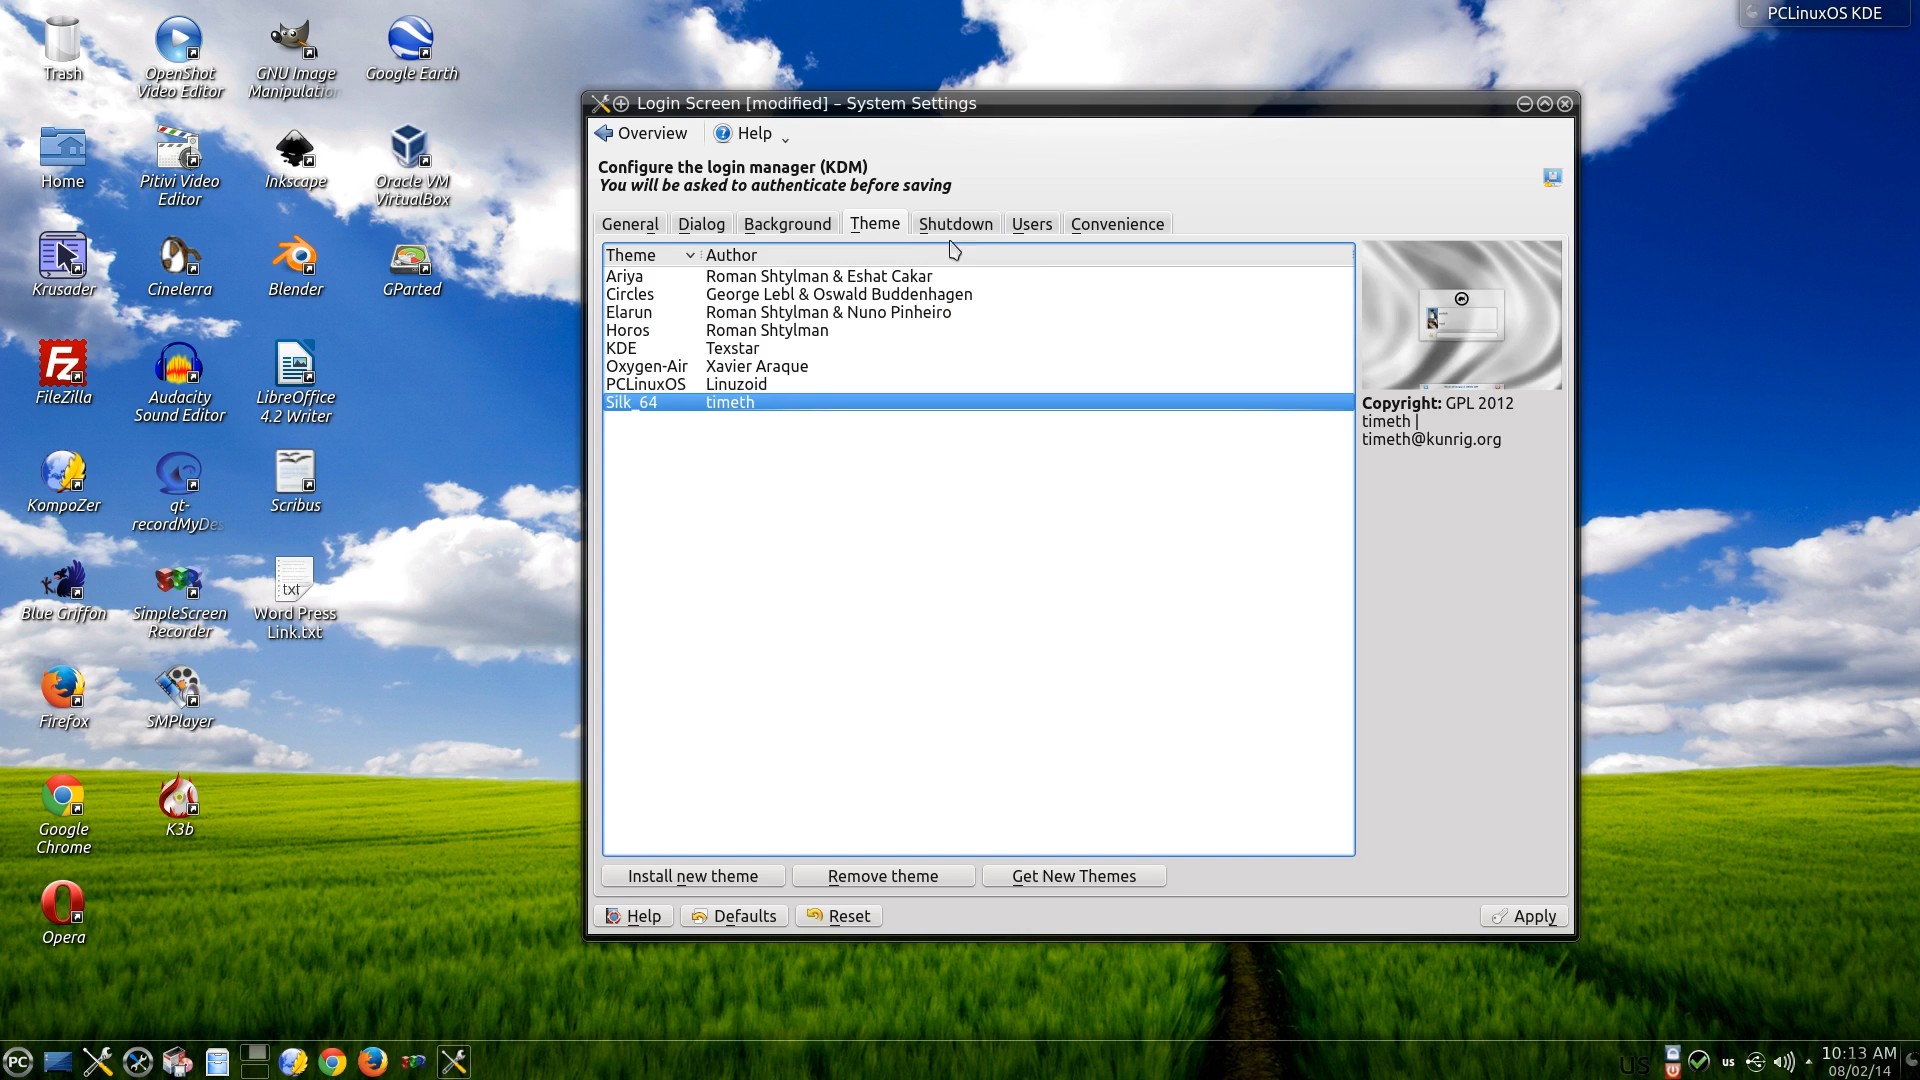 PCLinuxOS KDE
Trash
OpenShot
Video Editor
GNU Image
Manipulation
Google Earth
Home
Pitivi Video
Editor
Inkscape
Oracle VM
VirtualBox
Krusader
Cinelerra
Blender
GParted
FileZilla
Audacity
Sound Editor
LibreOffice
4.2 Writer
KompoZer
qt-
recordMyDes
Scribus
Blue Griffon
SimpleScreen
Recorder
txt
Word Press
Link.txt
Firefox
SMPlayer
Google
Chrome
K3b
Opera
Login Screen [modified] – System Settings
Overview
Help
Configure the login manager (KDM)
You will be asked to authenticate before saving
General Dialog Background Theme Shutdown Users Convenience
Theme Author
Ariya Roman Shtylman & Eshat Cakar
Circles George Lebl & Oswald Buddenhagen
Elarun Roman Shtylman & Nuno Pinheiro
Horos Roman Shtylman
KDE Texstar
Oxygen-Air Xavier Araque
PCLinuxOS Linuzoid
Silk_64 timeth
Copyright: GPL 2012
timeth |
timeth@kunrig.org
Install new theme Remove theme Get New Themes
Help Defaults Reset Apply
PC
us
us
10:13 AM
08/02/14